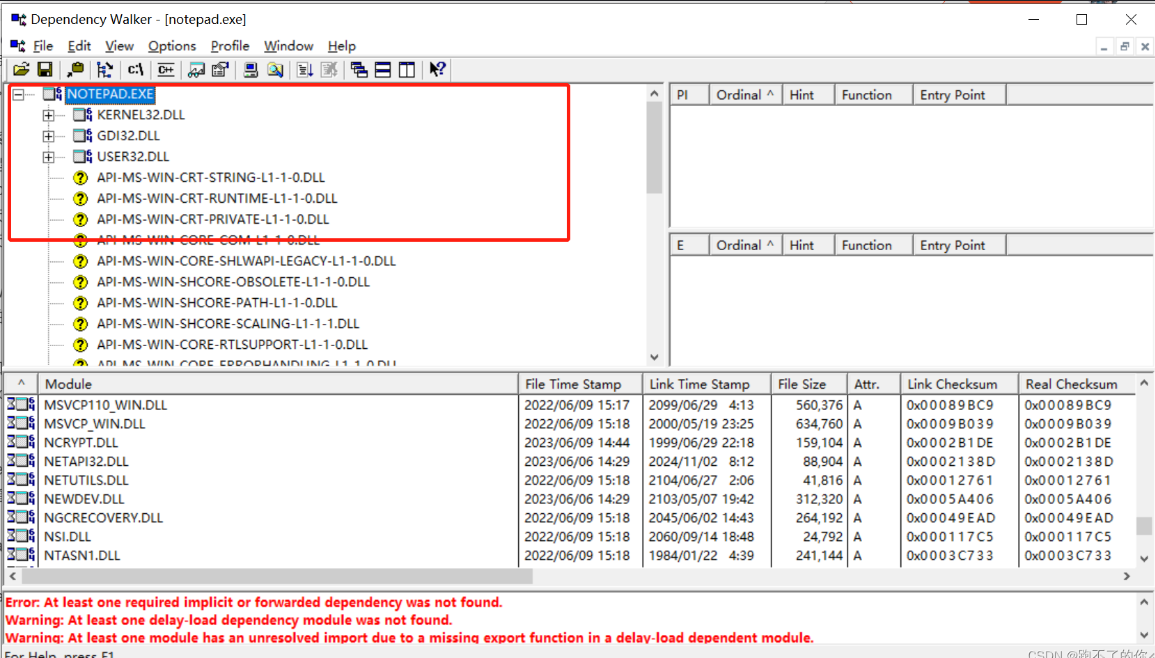 Dependency Walker - [notepad.exe]
File Edit View Options Profile Window Help
NOTEPAD.EXE
KERNEL32.DLL
GDI32.DLL
USER32.DLL
API-MS-WIN-CRT-STRING-L1-1-0.DLL
API-MS-WIN-CRT-RUNTIME-L1-1-0.DLL
API-MS-WIN-CRT-PRIVATE-L1-1-0.DLL
API-MS-WIN-CORE-COM-L1-1-0.DLL
API-MS-WIN-CORE-SHLWAPI-LEGACY-L1-1-0.DLL
API-MS-WIN-SHCORE-OBSOLETE-L1-1-0.DLL
API-MS-WIN-SHCORE-PATH-L1-1-0.DLL
API-MS-WIN-SHCORE-SCALING-L1-1-1.DLL
API-MS-WIN-CORE-RTLSUPPORT-L1-1-0.DLL
API-MS-WIN-CORE-ERRORHANDLING-L1-1-0.DLL
PI Ordinal ^ Hint Function Entry Point
E Ordinal ^ Hint Function Entry Point
^ Module File Time Stamp Link Time Stamp File Size Attr. Link Checksum Real Checksum
MSVCP110_WIN.DLL 2022/06/09 15:17 2099/06/29 4:13 560,376 A 0x00089BC9 0x00089BC9
MSVCP_WIN.DLL 2022/06/09 15:18 2000/05/19 23:25 634,760 A 0x0009B039 0x0009B039
NCRYPT.DLL 2023/06/09 14:44 1999/06/29 22:18 159,104 A 0x0002B1DE 0x0002B1DE
NETAPI32.DLL 2023/06/06 14:29 2024/11/02 8:12 88,904 A 0x0002138D 0x0002138D
NETUTILS.DLL 2022/06/09 15:18 2104/06/27 2:06 41,816 A 0x00012761 0x00012761
NEWDEV.DLL 2023/06/06 14:29 2103/05/07 19:42 312,320 A 0x0005A406 0x0005A406
NGCRECOVERY.DLL 2022/06/09 15:18 2045/06/02 14:43 264,192 A 0x00049EAD 0x00049EAD
NSI.DLL 2022/06/09 15:18 2060/09/14 18:48 24,792 A 0x000117C5 0x000117C5
NTASN1.DLL 2022/06/09 15:18 1984/01/22 4:39 241,144 A 0x0003C733 0x0003C733
Error: At least one required implicit or forwarded dependency was not found.
Warning: At least one delay-load dependency module was not found.
Warning: At least one module has an unresolved import due to a missing export function in a delay-load dependent module.
For Help, press F1
CSDN @跑不了的你